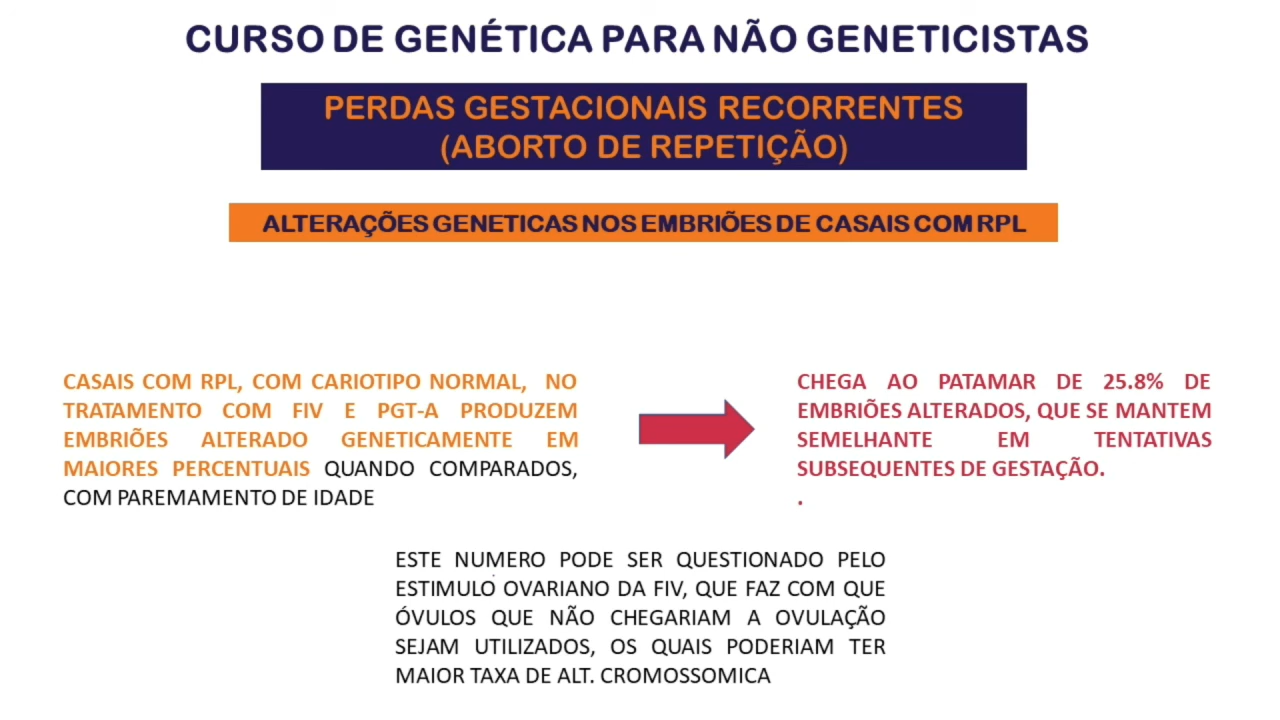 CURSO DE GENÉTICA PARA NÃO GENETICISTAS
PERDAS GESTACIONAIS RECORRENTES
(ABORTO DE REPETIÇÃO)
ALTERAÇÕES GENETICAS NOS EMBRIÕES DE CASAIS COM RPL
CASAIS COM RPL, COM CARIOTIPO NORMAL, NO
TRATAMENTO COM FIV E PGT-A PRODUZEM
EMBRIÕES ALTERADO GENETICAMENTE EM
MAIORES PERCENTUAIS QUANDO COMPARADOS,
COM PAREMAMENTO DE IDADE
CHEGA AO PATAMAR DE 25.8% DE
EMBRIÕES ALTERADOS, QUE SE MANTEM
SEMELHANTE EM TENTATIVAS
SUBSEQUENTES DE GESTAÇÃO.
.
ESTE NUMERO PODE SER QUESTIONADO PELO
ESTIMULO OVARIANO DA FIV, QUE FAZ COM QUE
ÓVULOS QUE NÃO CHEGARIAM A OVULAÇÃO
SEJAM UTILIZADOS, OS QUAIS PODERIAM TER
MAIOR TAXA DE ALT. CROMOSSOMICA